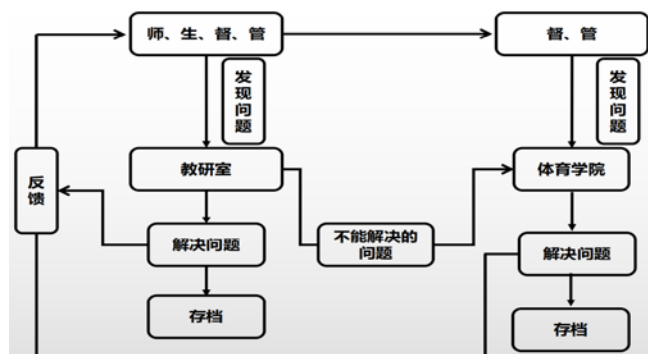 师、生、督、管
督、管
发现问题
发现问题
教研室
体育学院
反馈
不能解决的
问题
解决问题
解决问题
存档
存档